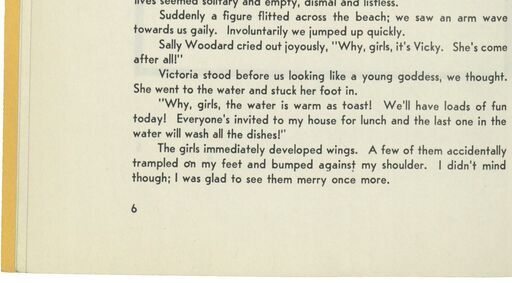 lives seemed solitary and empty, dismal and listless.
Suddenly a figure flitted across the beach; we saw an arm wave
towards us gaily. Involuntarily we jumped up quickly.
Sally Woodard cried out joyously, "Why, girls, it's Vicky. She's come
after all!"
Victoria stood before us looking like a young goddess, we thought.
She went to the water and stuck her foot in.
"Why, girls, the water is warm as toast! We'll have loads of fun
today! Everyone's invited to my house for lunch and the last one in the
water will wash all the dishes!"
The girls immediately developed wings. A few of them accidentally
trampled on my feet and bumped against my shoulder. I didn't mind
though; I was glad to see them merry once more.
6